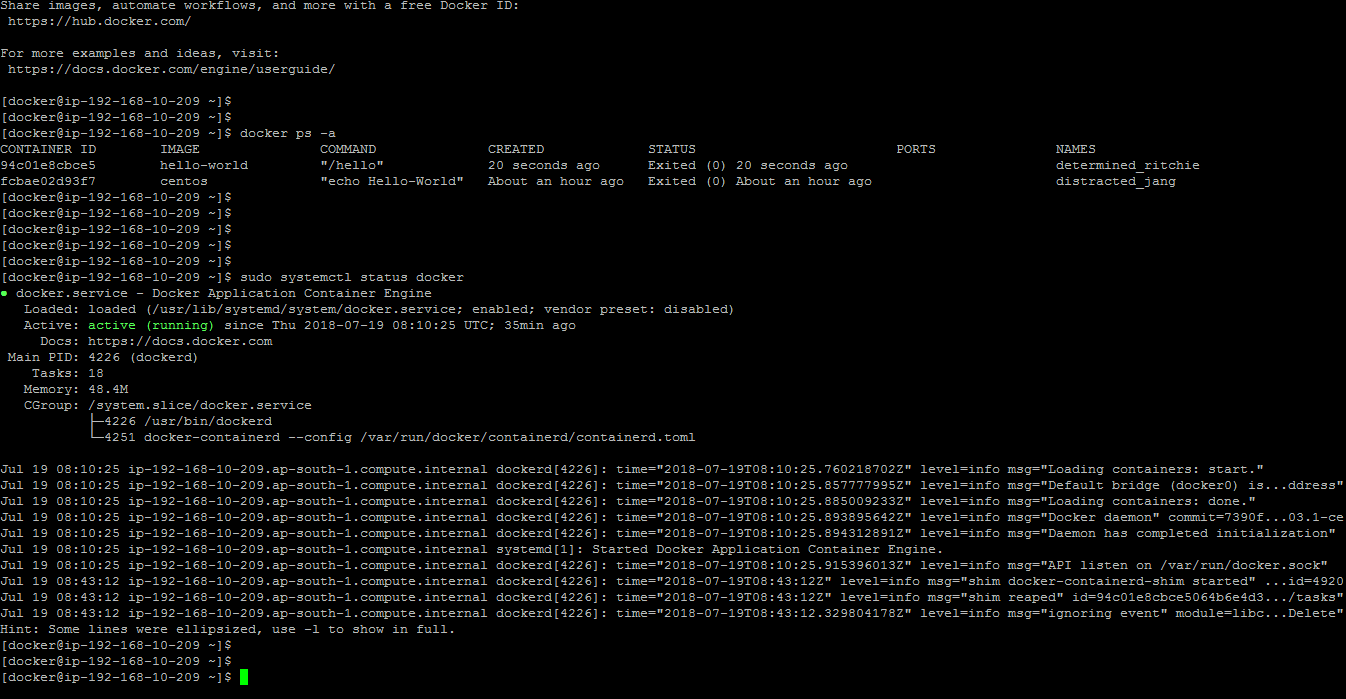 Share images, automate workflows, and more with a free Docker ID:
 https://hub.docker.com/

For more examples and ideas, visit:
 https://docs.docker.com/engine/userguide/

[docker@ip-192-168-10-209 ~]$
[docker@ip-192-168-10-209 ~]$
[docker@ip-192-168-10-209 ~]$ docker ps -a
CONTAINER ID        IMAGE               COMMAND              CREATED             STATUS                         PORTS               NAMES
94c01e8cbce5        hello-world         "/hello"             20 seconds ago      Exited (0) 20 seconds ago                          determined_ritchie
fcbae02d93f7        centos              "echo Hello-World"   About an hour ago   Exited (0) About an hour ago                       distracted_jang
[docker@ip-192-168-10-209 ~]$
[docker@ip-192-168-10-209 ~]$
[docker@ip-192-168-10-209 ~]$
[docker@ip-192-168-10-209 ~]$
[docker@ip-192-168-10-209 ~]$
[docker@ip-192-168-10-209 ~]$ sudo systemctl status docker
● docker.service - Docker Application Container Engine
   Loaded: loaded (/usr/lib/systemd/system/docker.service; enabled; vendor preset: disabled)
   Active: active (running) since Thu 2018-07-19 08:10:25 UTC; 35min ago
     Docs: https://docs.docker.com
 Main PID: 4226 (dockerd)
    Tasks: 18
   Memory: 48.4M
   CGroup: /system.slice/docker.service
           ├─4226 /usr/bin/dockerd
           └─4251 docker-containerd --config /var/run/docker/containerd/containerd.toml

Jul 19 08:10:25 ip-192-168-10-209.ap-south-1.compute.internal dockerd[4226]: time="2018-07-19T08:10:25.760218702Z" level=info msg="Loading containers: start."
Jul 19 08:10:25 ip-192-168-10-209.ap-south-1.compute.internal dockerd[4226]: time="2018-07-19T08:10:25.857777995Z" level=info msg="Default bridge (docker0) is...ddress"
Jul 19 08:10:25 ip-192-168-10-209.ap-south-1.compute.internal dockerd[4226]: time="2018-07-19T08:10:25.885009233Z" level=info msg="Loading containers: done."
Jul 19 08:10:25 ip-192-168-10-209.ap-south-1.compute.internal dockerd[4226]: time="2018-07-19T08:10:25.893895642Z" level=info msg="Docker daemon" commit=7390f...03.1-ce
Jul 19 08:10:25 ip-192-168-10-209.ap-south-1.compute.internal dockerd[4226]: time="2018-07-19T08:10:25.894312891Z" level=info msg="Daemon has completed initialization"
Jul 19 08:10:25 ip-192-168-10-209.ap-south-1.compute.internal systemd[1]: Started Docker Application Container Engine.
Jul 19 08:10:25 ip-192-168-10-209.ap-south-1.compute.internal dockerd[4226]: time="2018-07-19T08:10:25.915396013Z" level=info msg="API listen on /var/run/docker.sock"
Jul 19 08:43:12 ip-192-168-10-209.ap-south-1.compute.internal dockerd[4226]: time="2018-07-19T08:43:12Z" level=info msg="shim docker-containerd-shim started" ...id=4920
Jul 19 08:43:12 ip-192-168-10-209.ap-south-1.compute.internal dockerd[4226]: time="2018-07-19T08:43:12Z" level=info msg="shim reaped" id=94c01e8cbce5064b6e4d3.../tasks"
Jul 19 08:43:12 ip-192-168-10-209.ap-south-1.compute.internal dockerd[4226]: time="2018-07-19T08:43:12.329804178Z" level=info msg="ignoring event" module=libc...Delete"
Hint: Some lines were ellipsized, use -l to show in full.
[docker@ip-192-168-10-209 ~]$
[docker@ip-192-168-10-209 ~]$
[docker@ip-192-168-10-209 ~]$